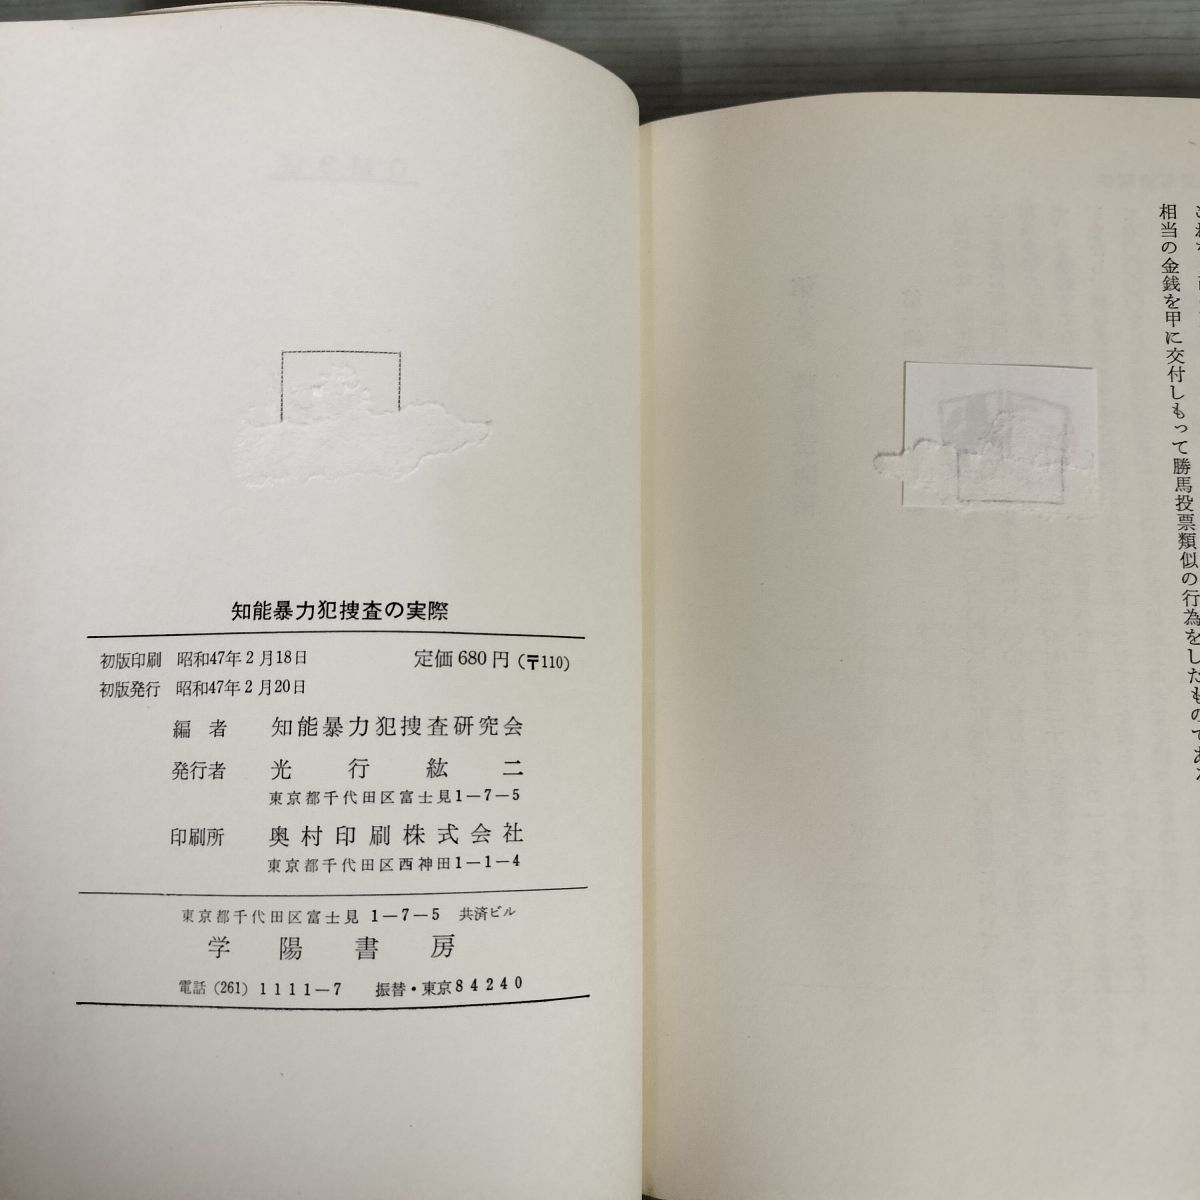 知能暴力犯捜査の実際
初版印刷 昭和47年2月18日 定価680円(〒110)
初版発行 昭和47年2月20日
編者 知能暴力犯捜査研究会
発行者 光行紘二
東京都千代田区富士見1-7-5
印刷所 奥村印刷株式会社
東京都千代田区西神田1-1-4
東京都千代田区富士見1-7-5 共済ビル
学陽書房
電話(261)1111-7 振替・東京84240
相当の金銭を甲に交付しもって勝馬投票類似の行為をしたものであ